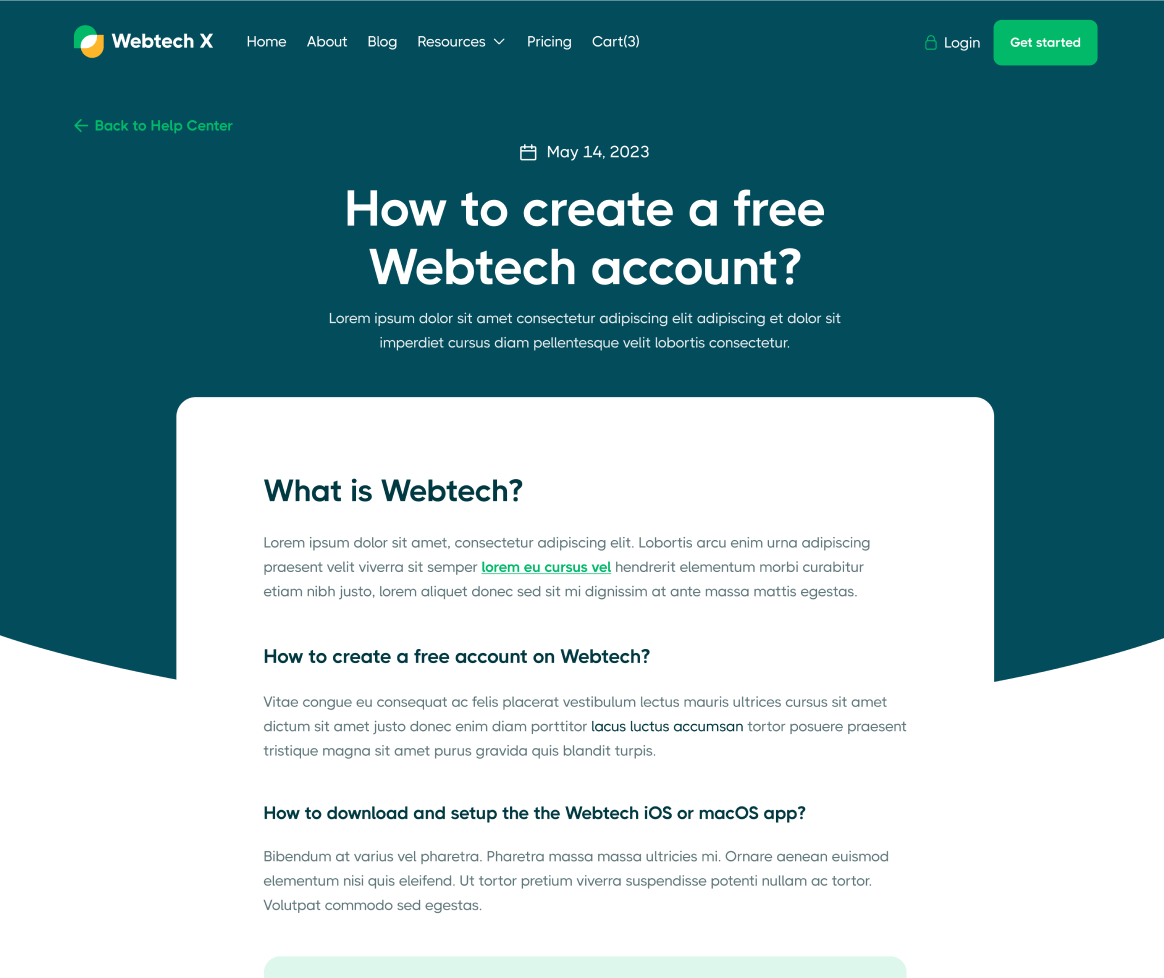 Webtech X
Home About Blog Resources Pricing Cart(3)
Login
Get started
Back to Help Center
May 14, 2023
How to create a free
Webtech account?
Lorem ipsum dolor sit amet consectetur adipiscing elit adipiscing et dolor sit
imperdiet cursus diam pellentesque velit lobortis consectetur.
What is Webtech?
Lorem ipsum dolor sit amet, consectetur adipiscing elit. Lobortis arcu enim urna adipiscing
praesent velit viverra sit semper lorem eu cursus vel hendrerit elementum morbi curabitur
etiam nibh justo, lorem aliquet donec sed sit mi dignissim at ante massa mattis egestas.
How to create a free account on Webtech?
Vitae congue eu consequat ac felis placerat vestibulum lectus mauris ultrices cursus sit amet
dictum sit amet justo donec enim diam porttitor lacus luctus accumsan tortor posuere praesent
tristique magna sit amet purus gravida quis blandit turpis.
How to download and setup the the Webtech iOS or macOS app?
Bibendum at varius vel pharetra. Pharetra massa massa ultricies mi. Ornare aenean euismod
elementum nisi quis eleifend. Ut tortor pretium viverra suspendisse potenti nullam ac tortor.
Volutpat commodo sed egestas.